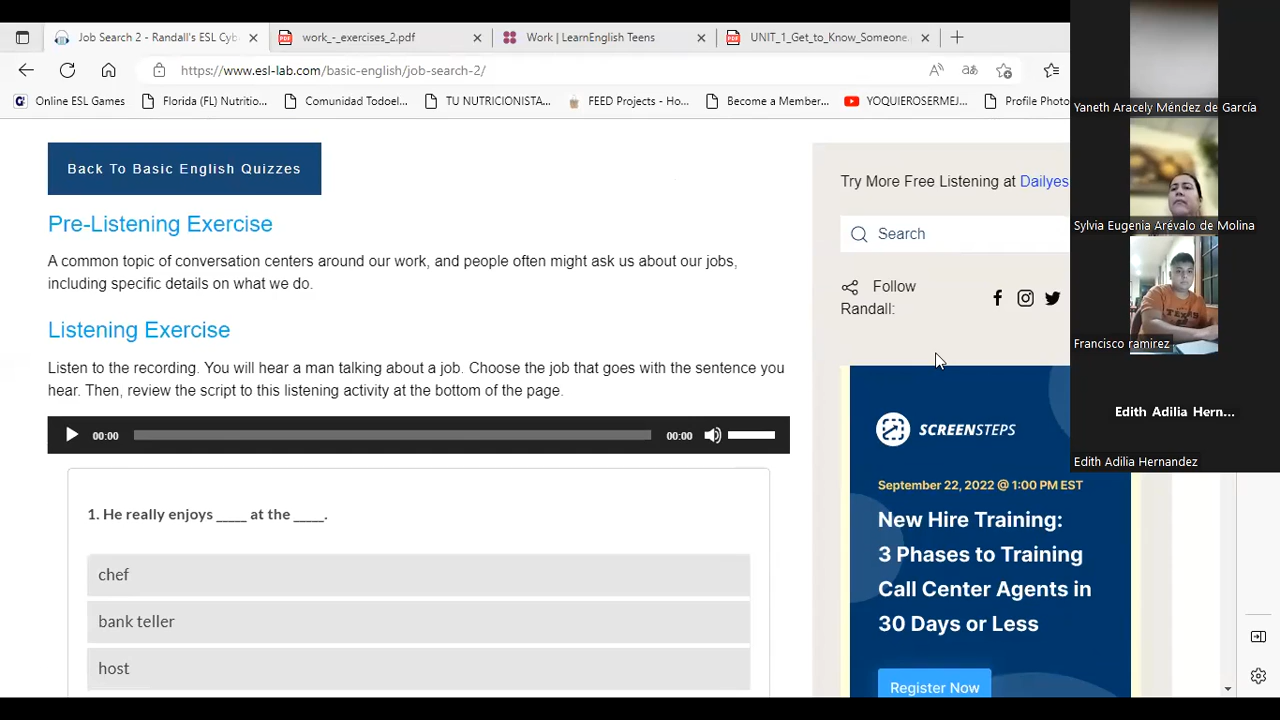 Job Search 2 - Randall's ESL Cyb
work_-_exercises_2.pdf
Work | LearnEnglish Teens
UNIT_1_Get_to_Know_Someone.
https://www.esl-lab.com/basic-english/job-search-2/
Online ESL Games
Florida (FL) Nutritio...
Comunidad Todoel...
TU NUTRICIONISTA...
FEED Projects - Ho...
Become a Member...
YOQUIEROSERMEJ...
Profile Photo
Back To Basic English Quizzes
Pre-Listening Exercise
A common topic of conversation centers around our work, and people often might ask us about our jobs,
including specific details on what we do.
Listening Exercise
Listen to the recording. You will hear a man talking about a job. Choose the job that goes with the sentence you
hear. Then, review the script to this listening activity at the bottom of the page.
00:00
00:00
1. He really enjoys _____ at the _____.
chef
bank teller
host
Try More Free Listening at Dailyes
Search
Follow
Randall:
SCREENSTEPS
September 22, 2022 @ 1:00 PM EST
New Hire Training:
3 Phases to Training
Call Center Agents in
30 Days or Less
Register Now
Yaneth Aracely Méndez de García
Sylvia Eugenia Arévalo de Molina
TEXAS
Francisco ramirez
Edith Adilia Hern...
Edith Adilia Hernandez